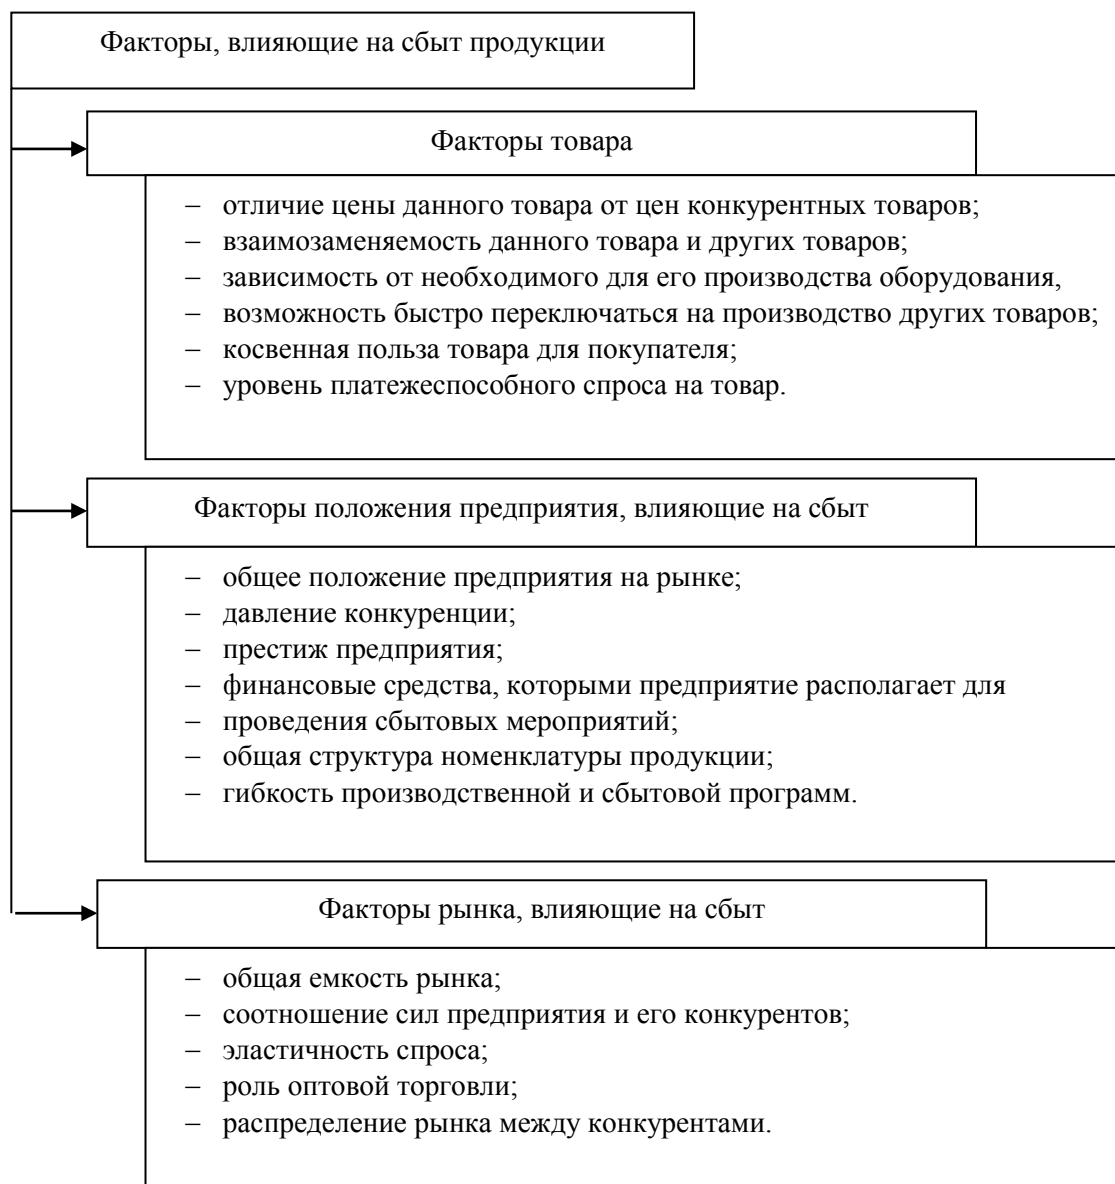 Факторы, влияющие на сбыт продукции
Факторы товара
– отличие цены данного товара от цен конкурентных товаров;
– взаимозаменяемость данного товара и других товаров;
– зависимость от необходимого для его производства оборудования,
– возможность быстро переключаться на производство других товаров;
– косвенная польза товара для покупателя;
– уровень платежеспособного спроса на товар.
Факторы положения предприятия, влияющие на сбыт
– общее положение предприятия на рынке;
– давление конкуренции;
– престиж предприятия;
– финансовые средства, которыми предприятие располагает для
– проведения сбытовых мероприятий;
– общая структура номенклатуры продукции;
– гибкость производственной и сбытовой программ.
Факторы рынка, влияющие на сбыт
– общая емкость рынка;
– соотношение сил предприятия и его конкурентов;
– эластичность спроса;
– роль оптовой торговли;
– распределение рынка между конкурентами.